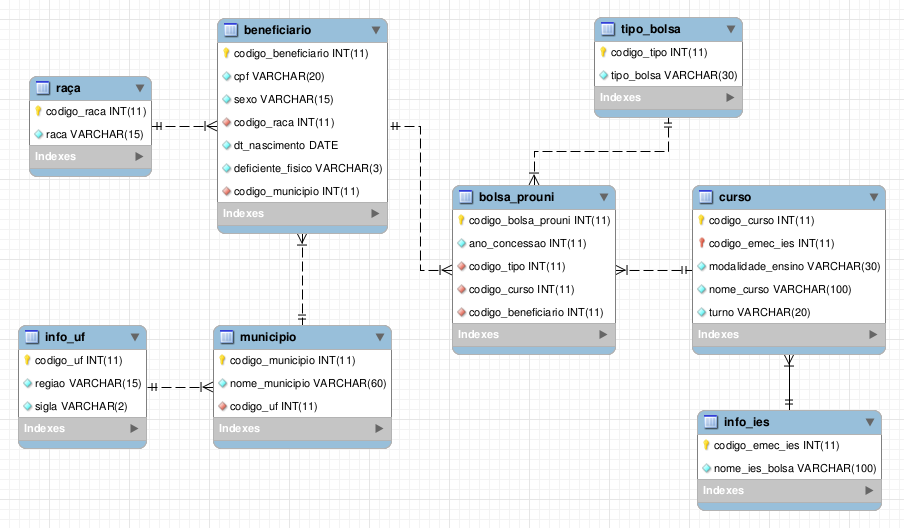 beneficiario
codigo_beneficiario INT(11)
cpf VARCHAR(20)
sexo VARCHAR(15)
codigo_raca INT(11)
dt_nascimento DATE
deficiente_fisico VARCHAR(3)
codigo_municipio INT(11)
Indexes
tipo_bolsa
codigo_tipo INT(11)
tipo_bolsa VARCHAR(30)
Indexes
raça
codigo_raca INT(11)
raca VARCHAR(15)
Indexes
bolsa_prouni
codigo_bolsa_prouni INT(11)
ano_concessao INT(11)
codigo_tipo INT(11)
codigo_curso INT(11)
codigo_beneficiario INT(11)
Indexes
curso
codigo_curso INT(11)
codigo_emec_ies INT(11)
modalidade_ensino VARCHAR(30)
nome_curso VARCHAR(100)
turno VARCHAR(20)
Indexes
info_uf
codigo_uf INT(11)
regiao VARCHAR(15)
sigla VARCHAR(2)
Indexes
municipio
codigo_municipio INT(11)
nome_municipio VARCHAR(60)
codigo_uf INT(11)
Indexes
info_ies
codigo_emec_ies INT(11)
nome_ies_bolsa VARCHAR(100)
Indexes